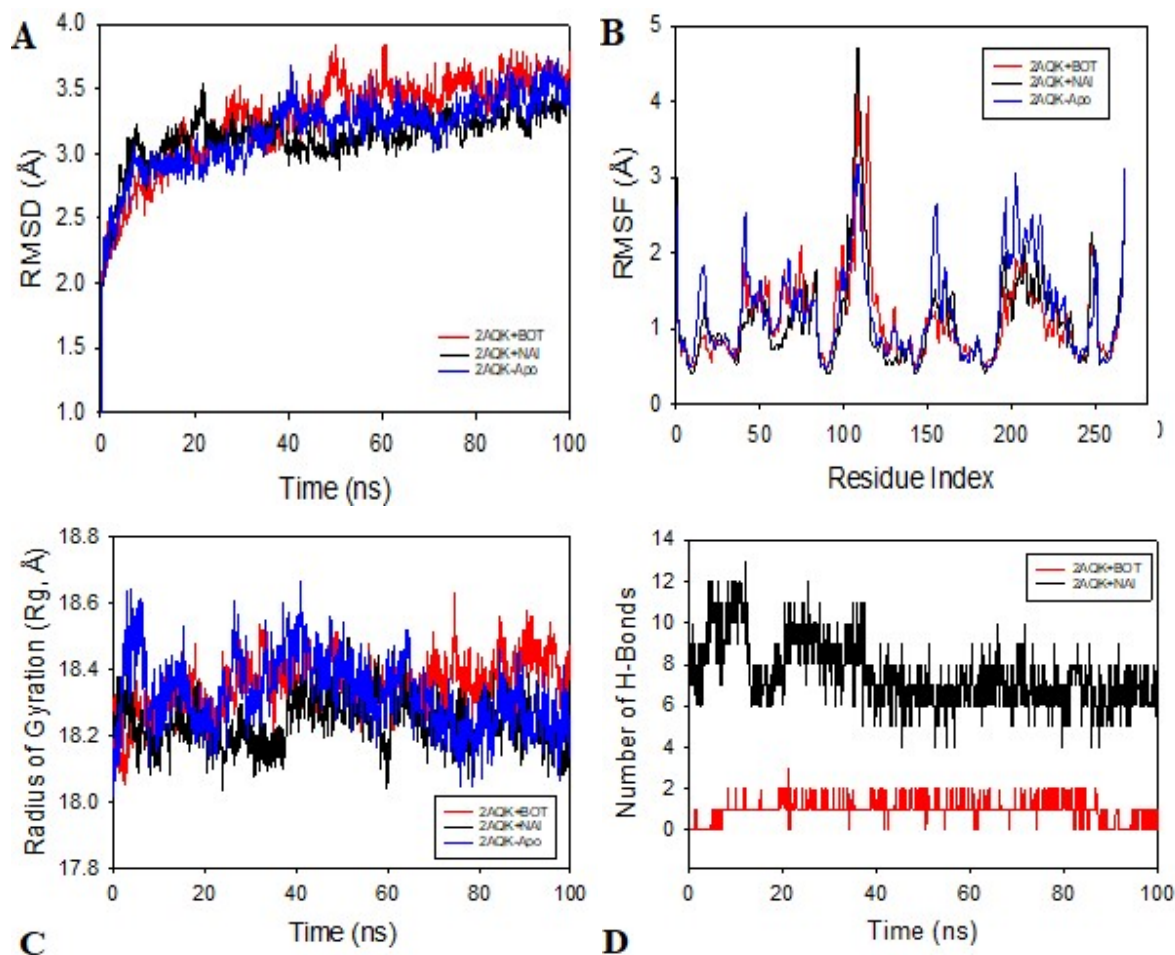 A
RMSD (Å)
4.0
3.5
3.0
2.5
2.0
1.5
1.0
2AQK+BOT
2AQK+NAI
2AQK-Apo
0 20 40 60 80 100
Time (ns)
B
RMSF (Å)
5
4
3
2
1
0
2AQK+BOT
2AQK+NAI
2AQK-Apo
0 50 100 150 200 250
Residue Index
Radius of Gyration (Rg, Å)
18.8
18.6
18.4
18.2
18.0
17.8
2AQK+BOT
2AQK+NAI
2AQK-Apo
0 20 40 60 80 100
Time (ns)
C
Number of H-Bonds
14
12
10
8
6
4
2
0
2AQK+BOT
2AQK+NAI
0 20 40 60 80 100
Time (ns)
D